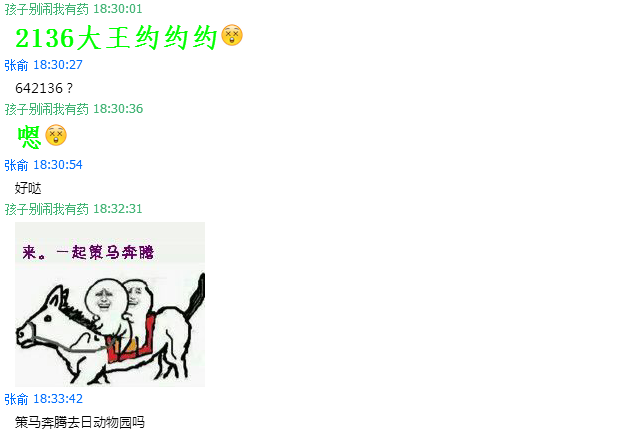 孩子别闹我有药 18:30:01
2136大王约约约
张俞 18:30:27
642136？
孩子别闹我有药 18:30:36
嗯
张俞 18:30:54
好哒
孩子别闹我有药 18:32:31
来。一起策马奔腾
张俞 18:33:42
策马奔腾去日动物园吗